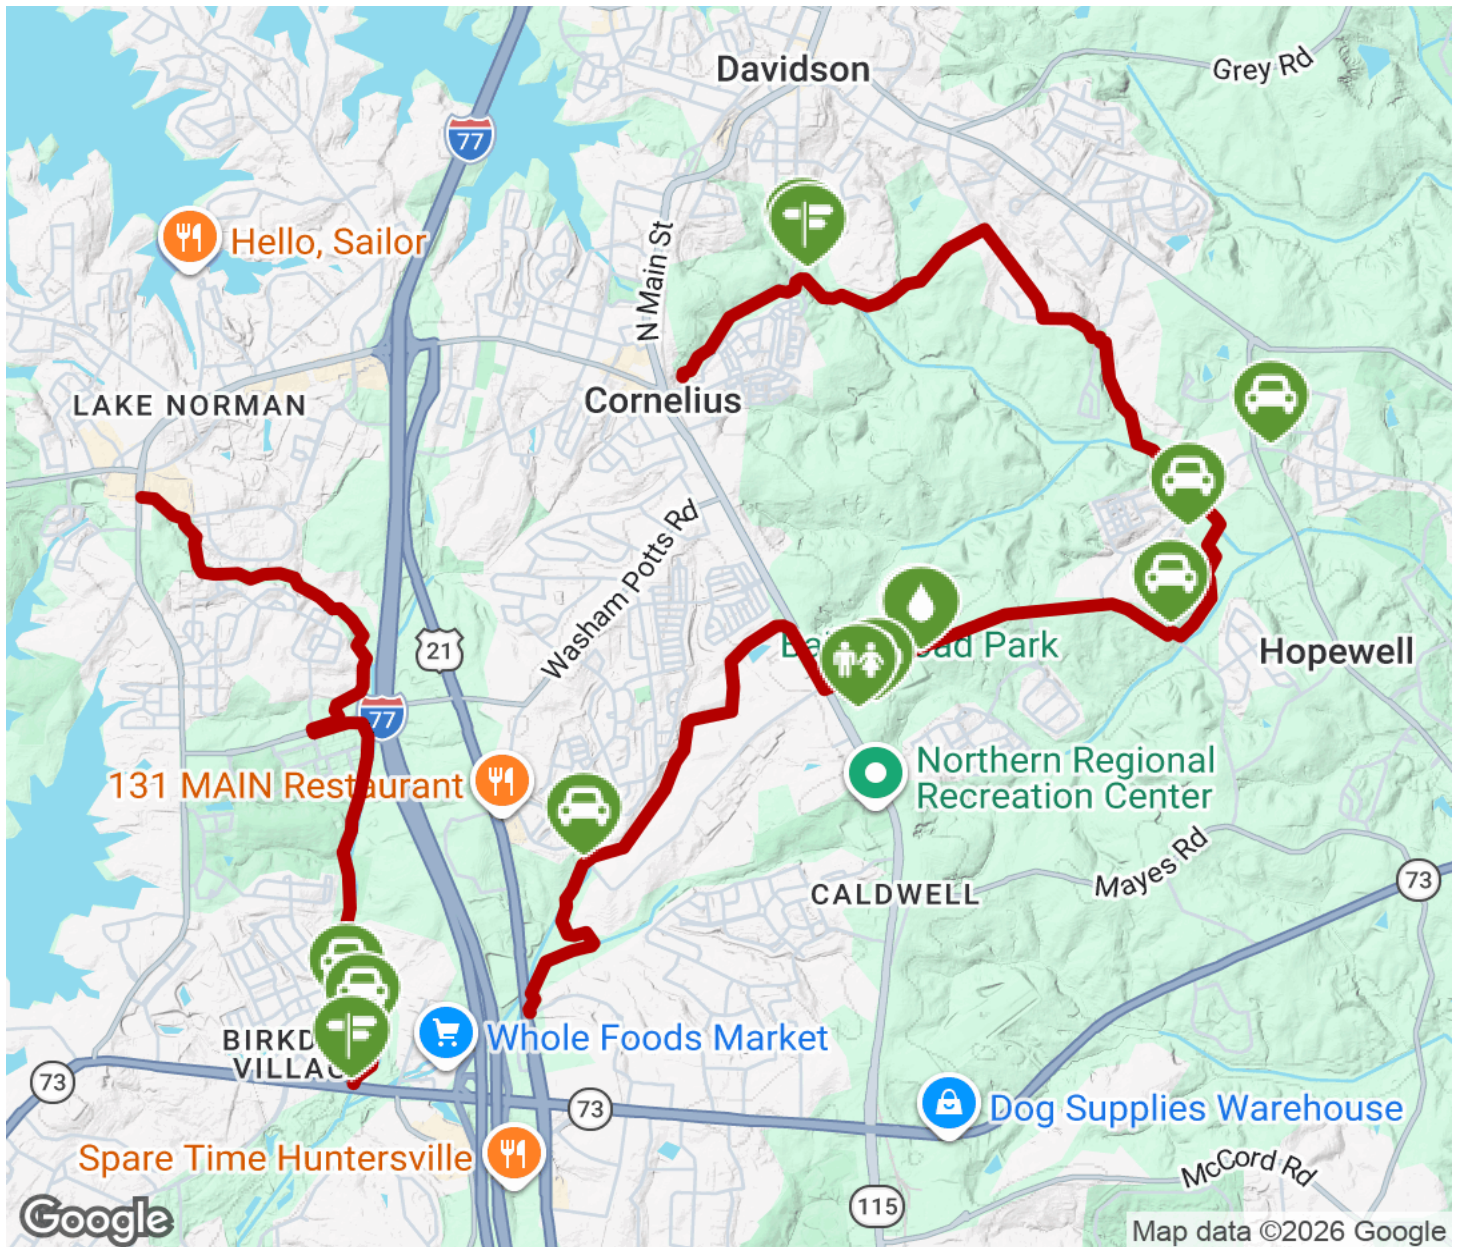 Davidson
Grey Rd
77
Hello, Sailor
N Main St
LAKE NORMAN
Cornelius
Washam Potts Rd
21
Park
Hopewell
77
131 MAIN Restaurant
Northern Regional
Recreation Center
Mayes Rd
73
CALDWELL
Whole Foods Market
73
73
Dog Supplies Warehouse
Spare Time Huntersville
McCord Rd
115
Google
Map data ©2026 Google